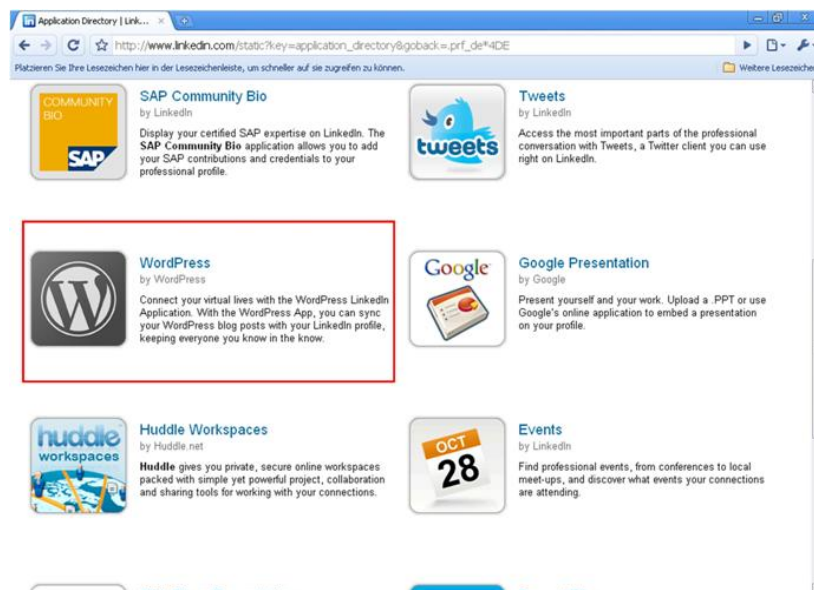 Application Directory | Link...
http://www.linkedin.com/static?key=application_directory&goback=.prf_de*4DE
Platzieren Sie Ihre Lesezeichen hier in der Lesezeichenleiste, um schneller auf sie zugreifen zu können.
Weitere Lesezeichen
COMMUNITY
BIO
SAP
SAP Community Bio
by LinkedIn
Display your certified SAP expertise on LinkedIn. The
SAP Community Bio application allows you to add
your SAP contributions and credentials to your
professional profile.
tweets
Tweets
by LinkedIn
Access the most important parts of the professional
conversation with Tweets, a Twitter client you can use
right on LinkedIn.
W
WordPress
by WordPress
Connect your virtual lives with the WordPress LinkedIn
Application. With the WordPress App, you can sync
your WordPress blog posts with your LinkedIn profile,
keeping everyone you know in the know.
Google
Google Presentation
by Google
Present yourself and your work. Upload a .PPT or use
Google's online application to embed a presentation
on your profile.
huddle
workspaces
Huddle Workspaces
by Huddle.net
Huddle gives you private, secure online workspaces
packed with simple yet powerful project, collaboration
and sharing tools for working with your connections.
OCT
28
Events
by LinkedIn
Find professional events, from conferences to local
meet-ups, and discover what events your connections
are attending.